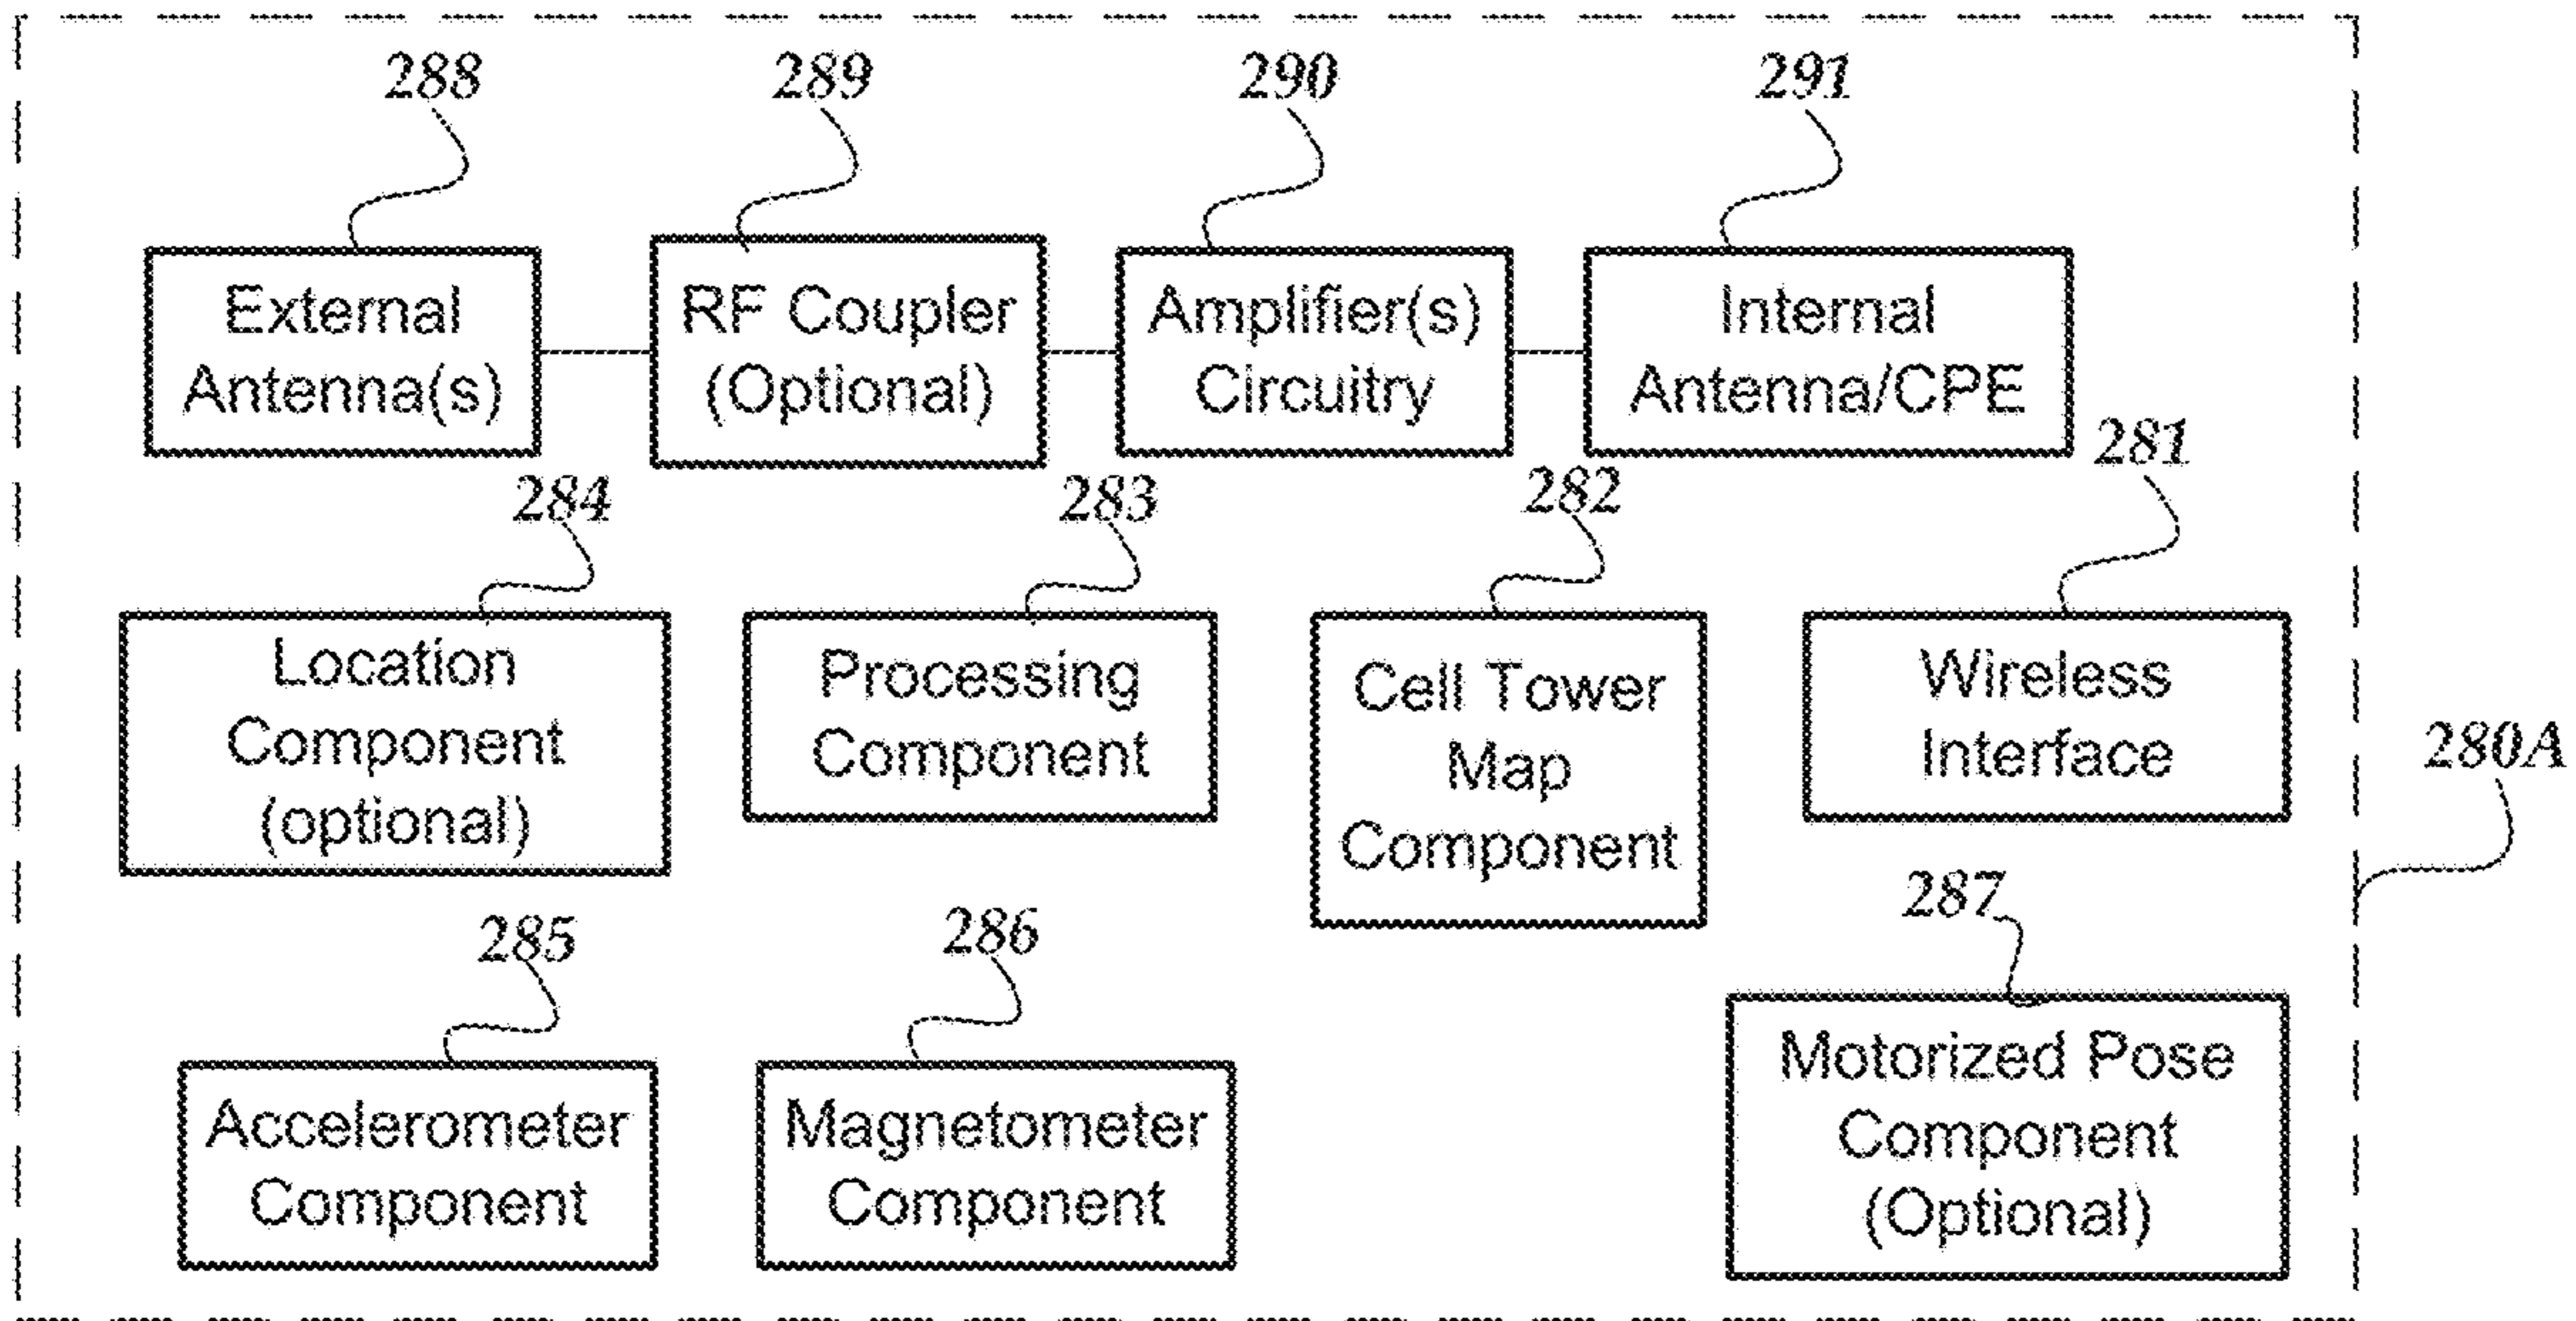 288
289
290
291
External
Antenna(s)
RF Coupler
(Optional)
Amplifier(s)
Circuitry
Internal
Antenna/CPE
284
283
282
281
Location
Component
(optional)
Processing
Component
Cell Tower
Map
Component
Wireless
Interface
280A
285
286
287
Accelerometer
Component
Magnetometer
Component
Motorized Pose
Component
(Optional)